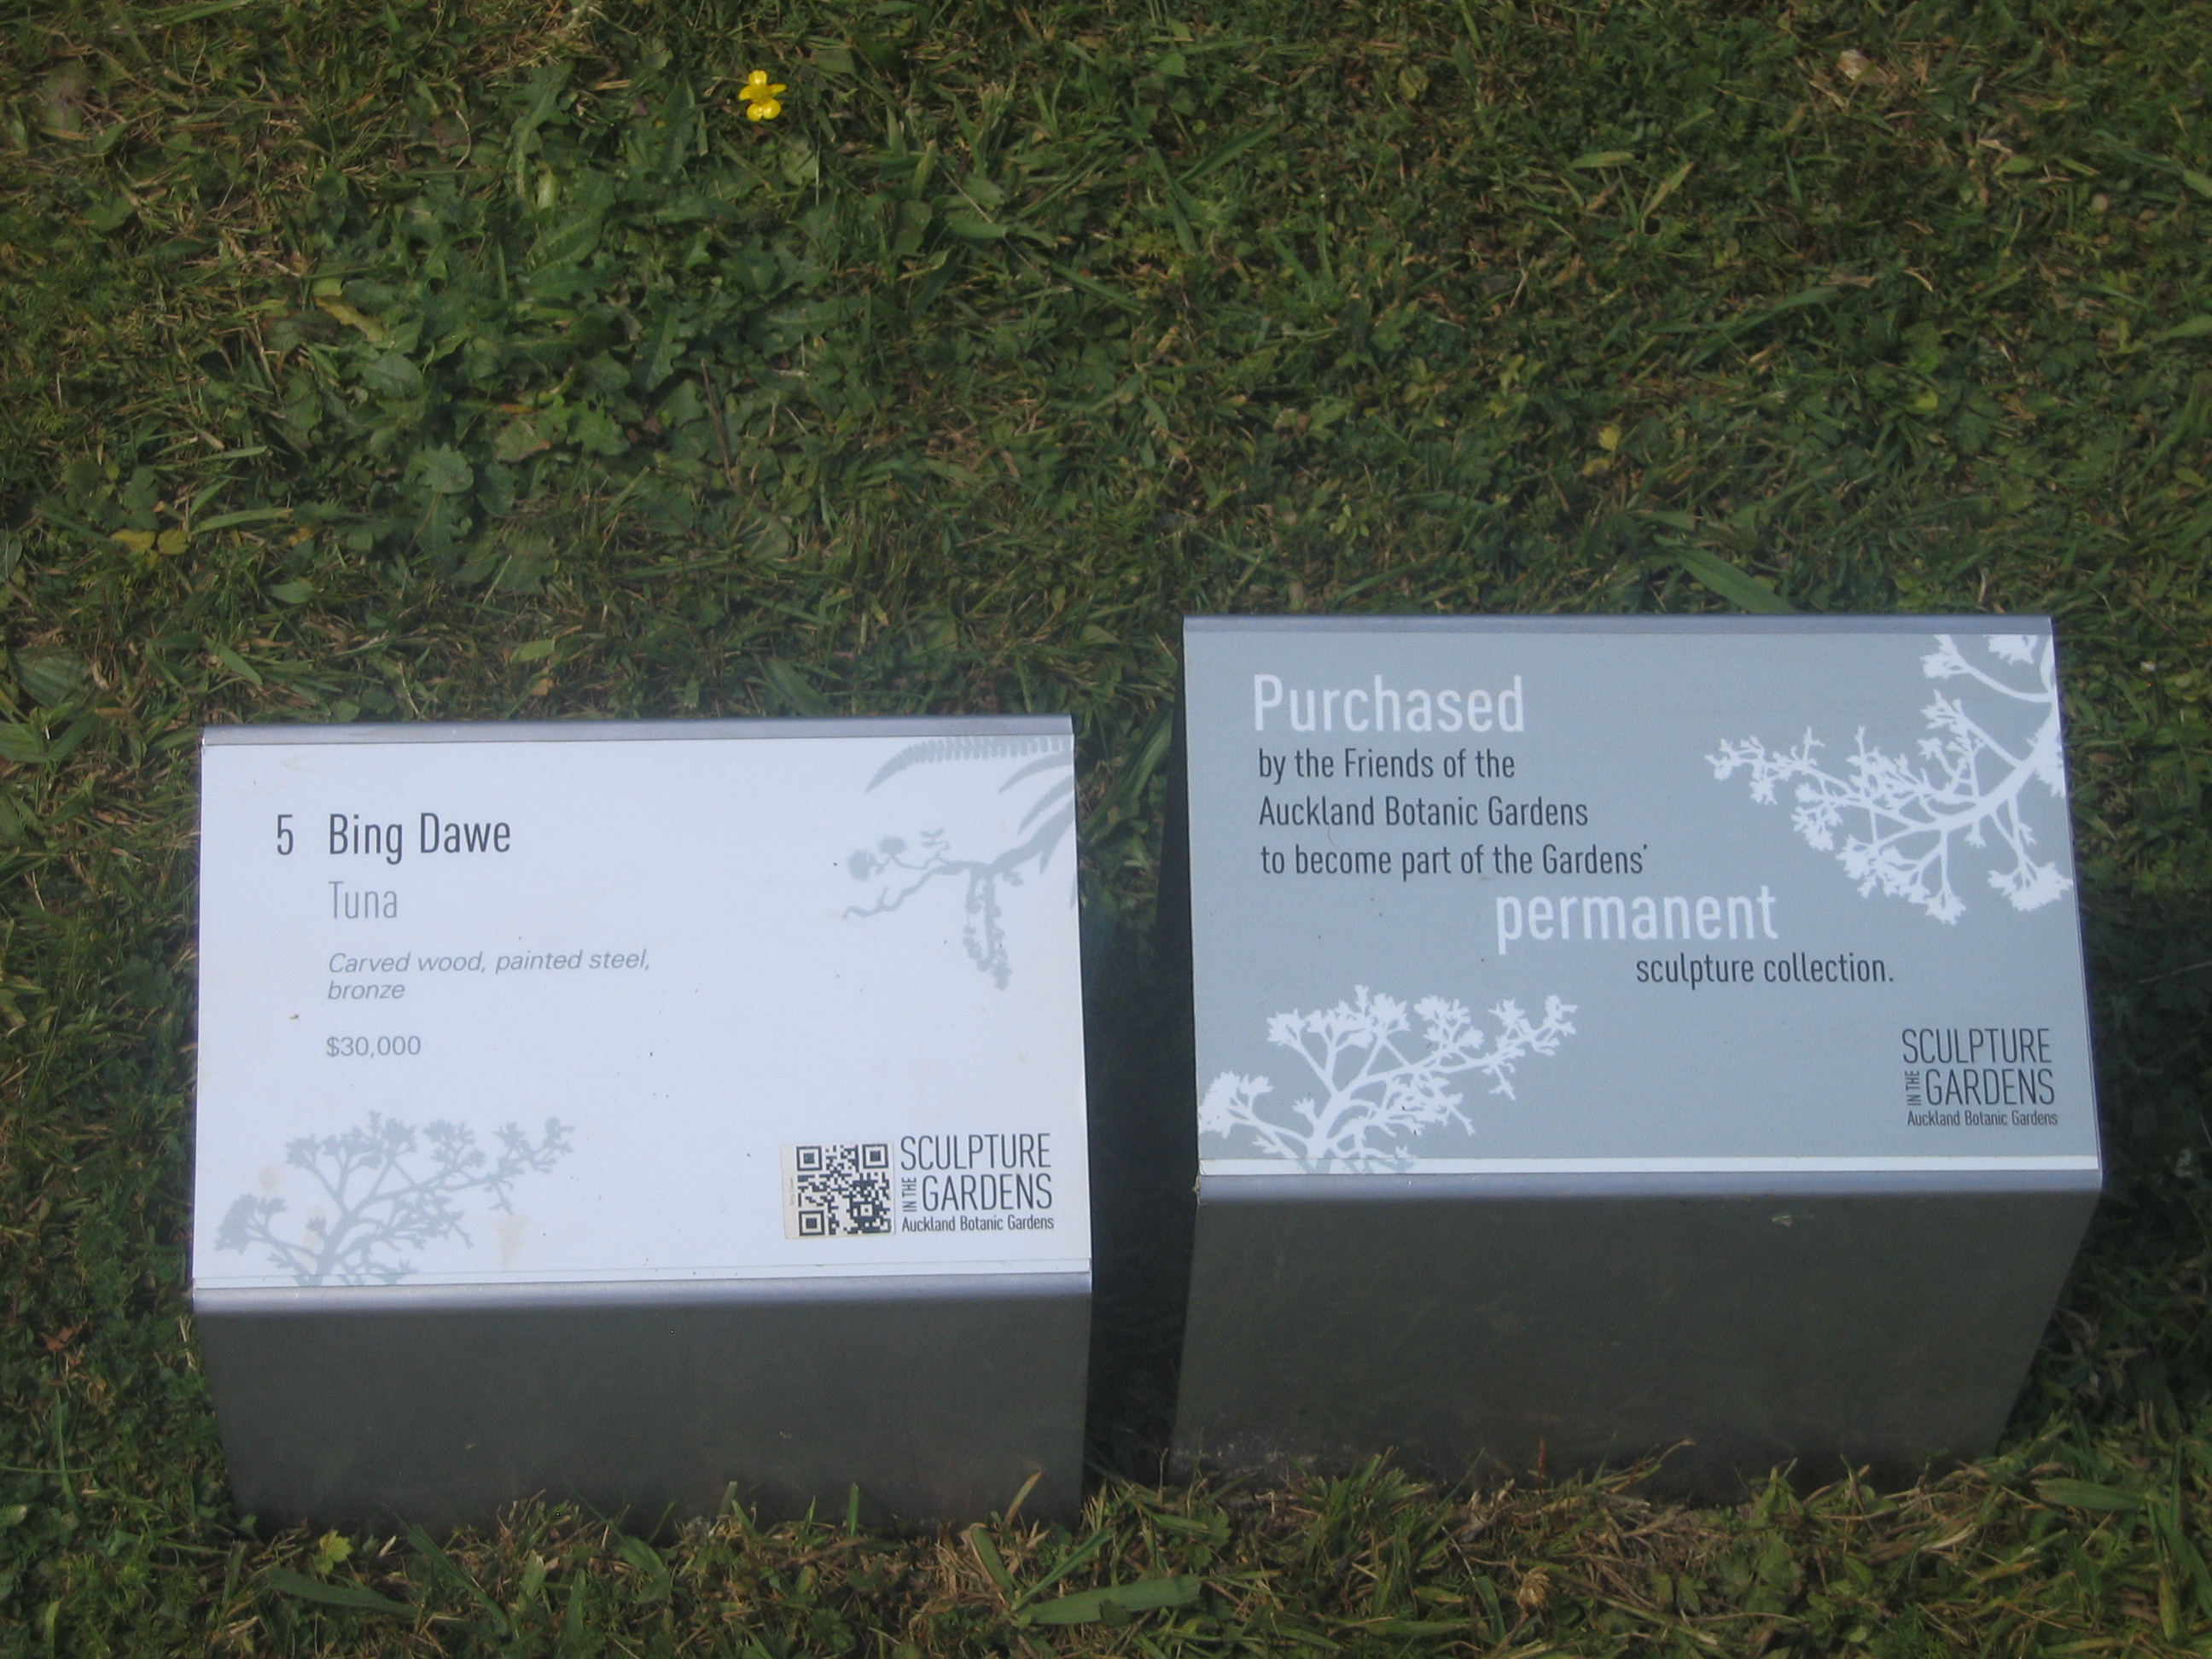 5 Bing Dawe
Tuna
Carved wood, painted steel,
bronze
$30,000
SCULPTURE
IN THE GARDENS
Auckland Botanic Gardens
Purchased
by the Friends of the
Auckland Botanic Gardens
to become part of the Gardens'
permanent
sculpture collection.
SCULPTURE
IN THE GARDENS
Auckland Botanic Gardens